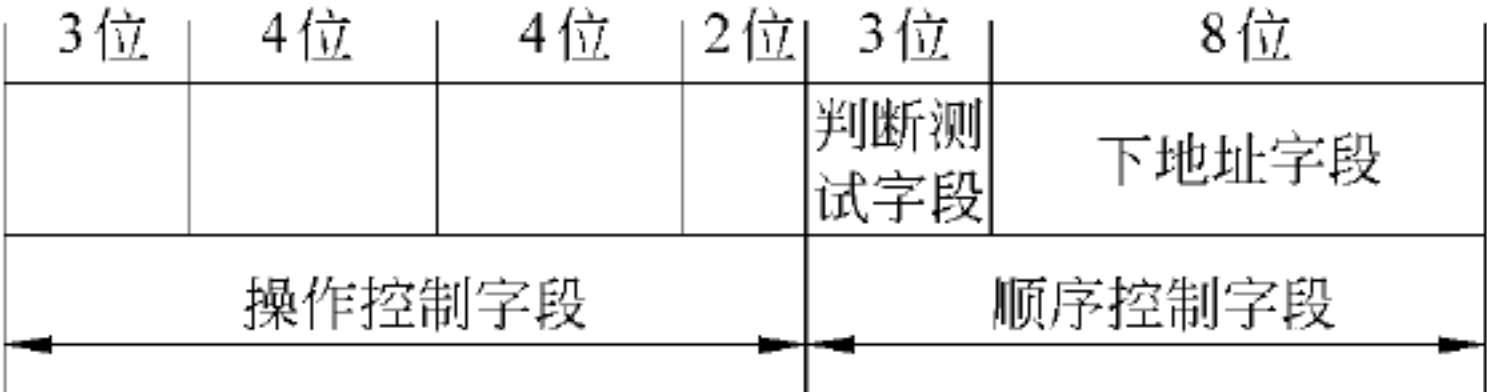 3位 4位 4位 2位 3位 8位
判断测
试字段
下地址字段
操作控制字段 顺序控制字段